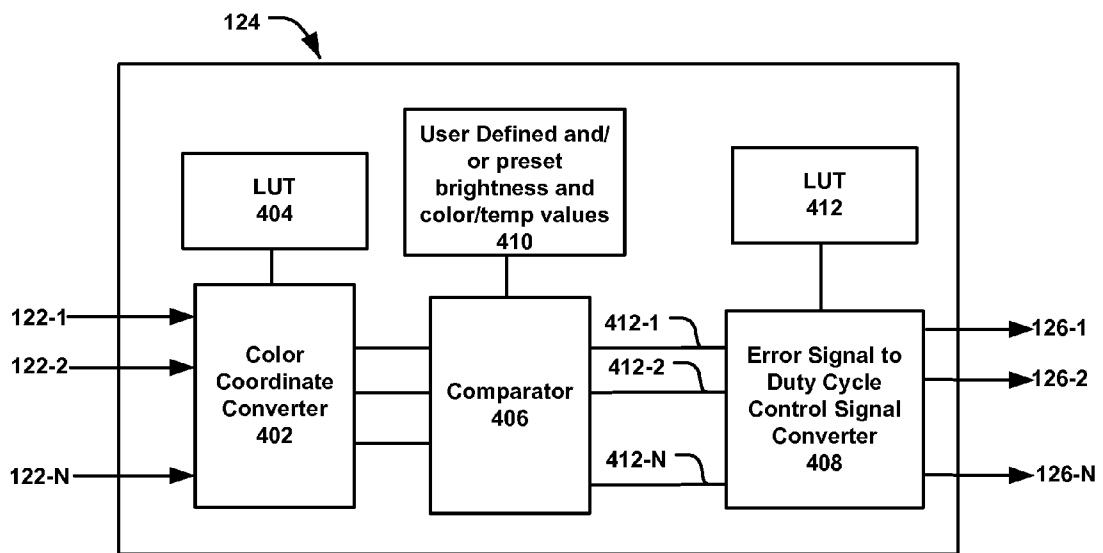 124
User Defined and/
or preset
brightness and
color/temp values
410
LUT
404
LUT
412
122-1
122-2
122-N
Color
Coordinate
Converter
402
Comparator
406
412-1
412-2
412-N
Error Signal to
Duty Cycle
Control Signal
Converter
408
126-1
126-2
126-N